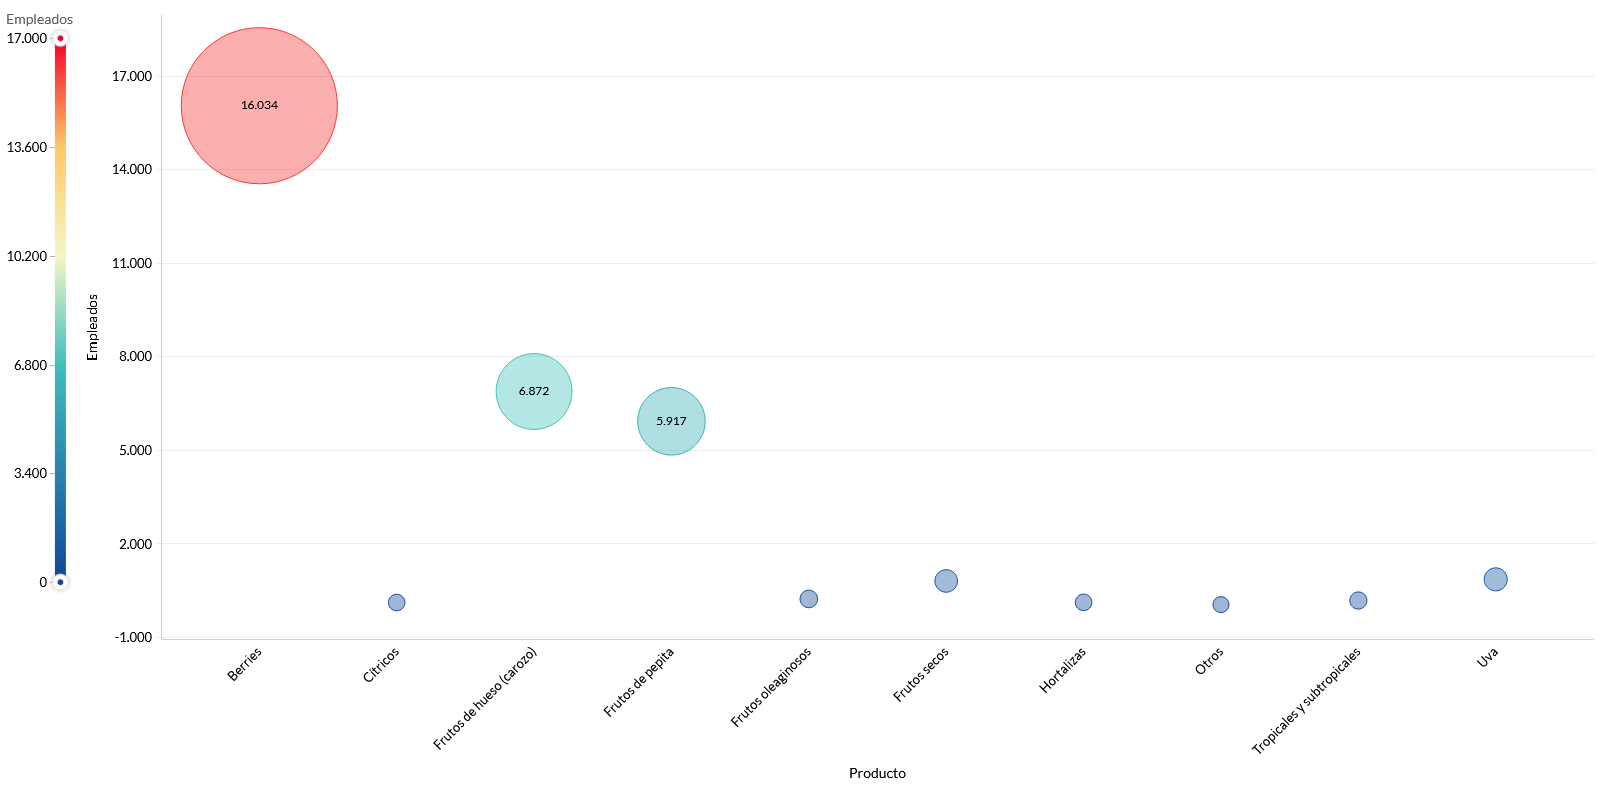 Empleados
17.000
13.600
10.200
6.800
3.400
0
Empleados
17.000
14.000
11.000
8.000
5.000
2.000
-1.000
16.034
6.872
5.917
Berries
Cítricos
Frutos de hueso (carozo)
Frutos de pepita
Frutos oleaginosos
Frutos secos
Hortalizas
Otros
Tropicales y subtropicales
Uva
Producto